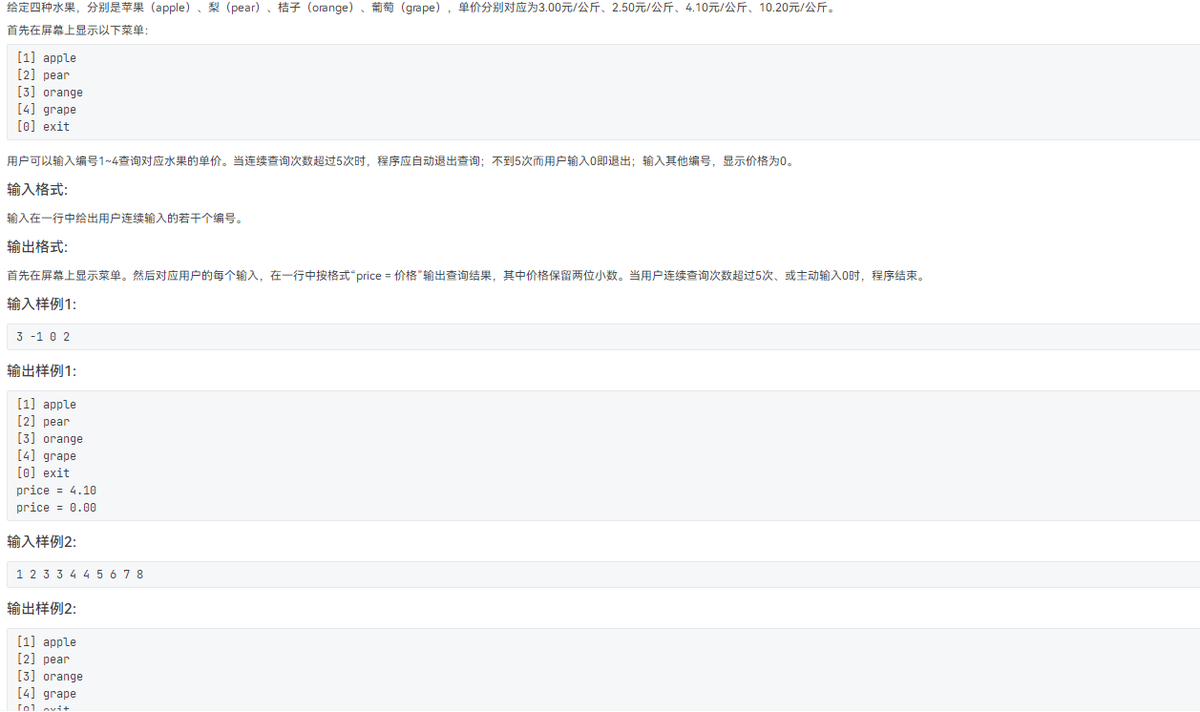 给定四种水果，分别是苹果（apple）、梨（pear）、桔子（orange）、葡萄（grape），单价分别对应为3.00元/公斤、2.50元/公斤、4.10元/公斤、10.20元/公斤。
首先在屏幕上显示以下菜单：
[1] apple
[2] pear
[3] orange
[4] grape
[0] exit
用户可以输入编号1~4查询对应水果的单价。当连续查询次数超过5次时，程序应自动退出查询；不到5次而用户输入0即退出；输入其他编号，显示价格为0。
输入格式:
输入在一行中给出用户连续输入的若干个编号。
输出格式:
首先在屏幕上显示菜单。然后对应用户的每个输入，在一行中按格式“price = 价格”输出查询结果，其中价格保留两位小数。当用户连续查询次数超过5次、或主动输入0时，程序结束。
输入样例1:
3 -1 0 2
输出样例1:
[1] apple
[2] pear
[3] orange
[4] grape
[0] exit
price = 4.10
price = 0.00
输入样例2:
1 2 3 3 4 4 5 6 7 8
输出样例2:
[1] apple
[2] pear
[3] orange
[4] grape
[0] exit